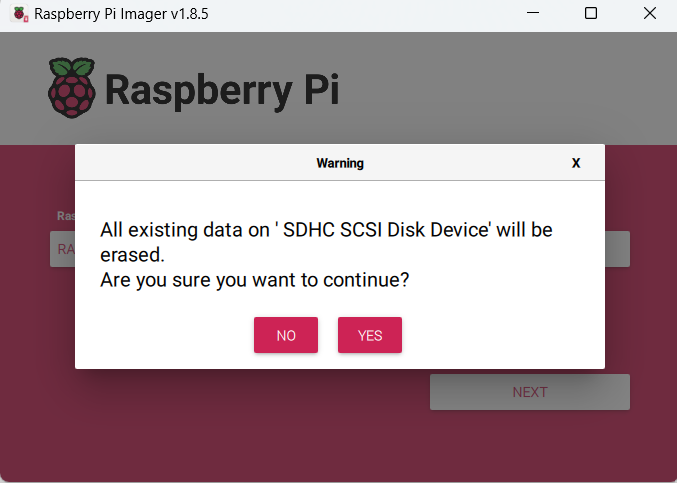 Raspberry Pi Imager v1.8.5
Raspberry Pi
Warning
X
Ras
RA
All existing data on ' SDHC SCSI Disk Device' will be
erased.
Are you sure you want to continue?
NO YES
NEXT